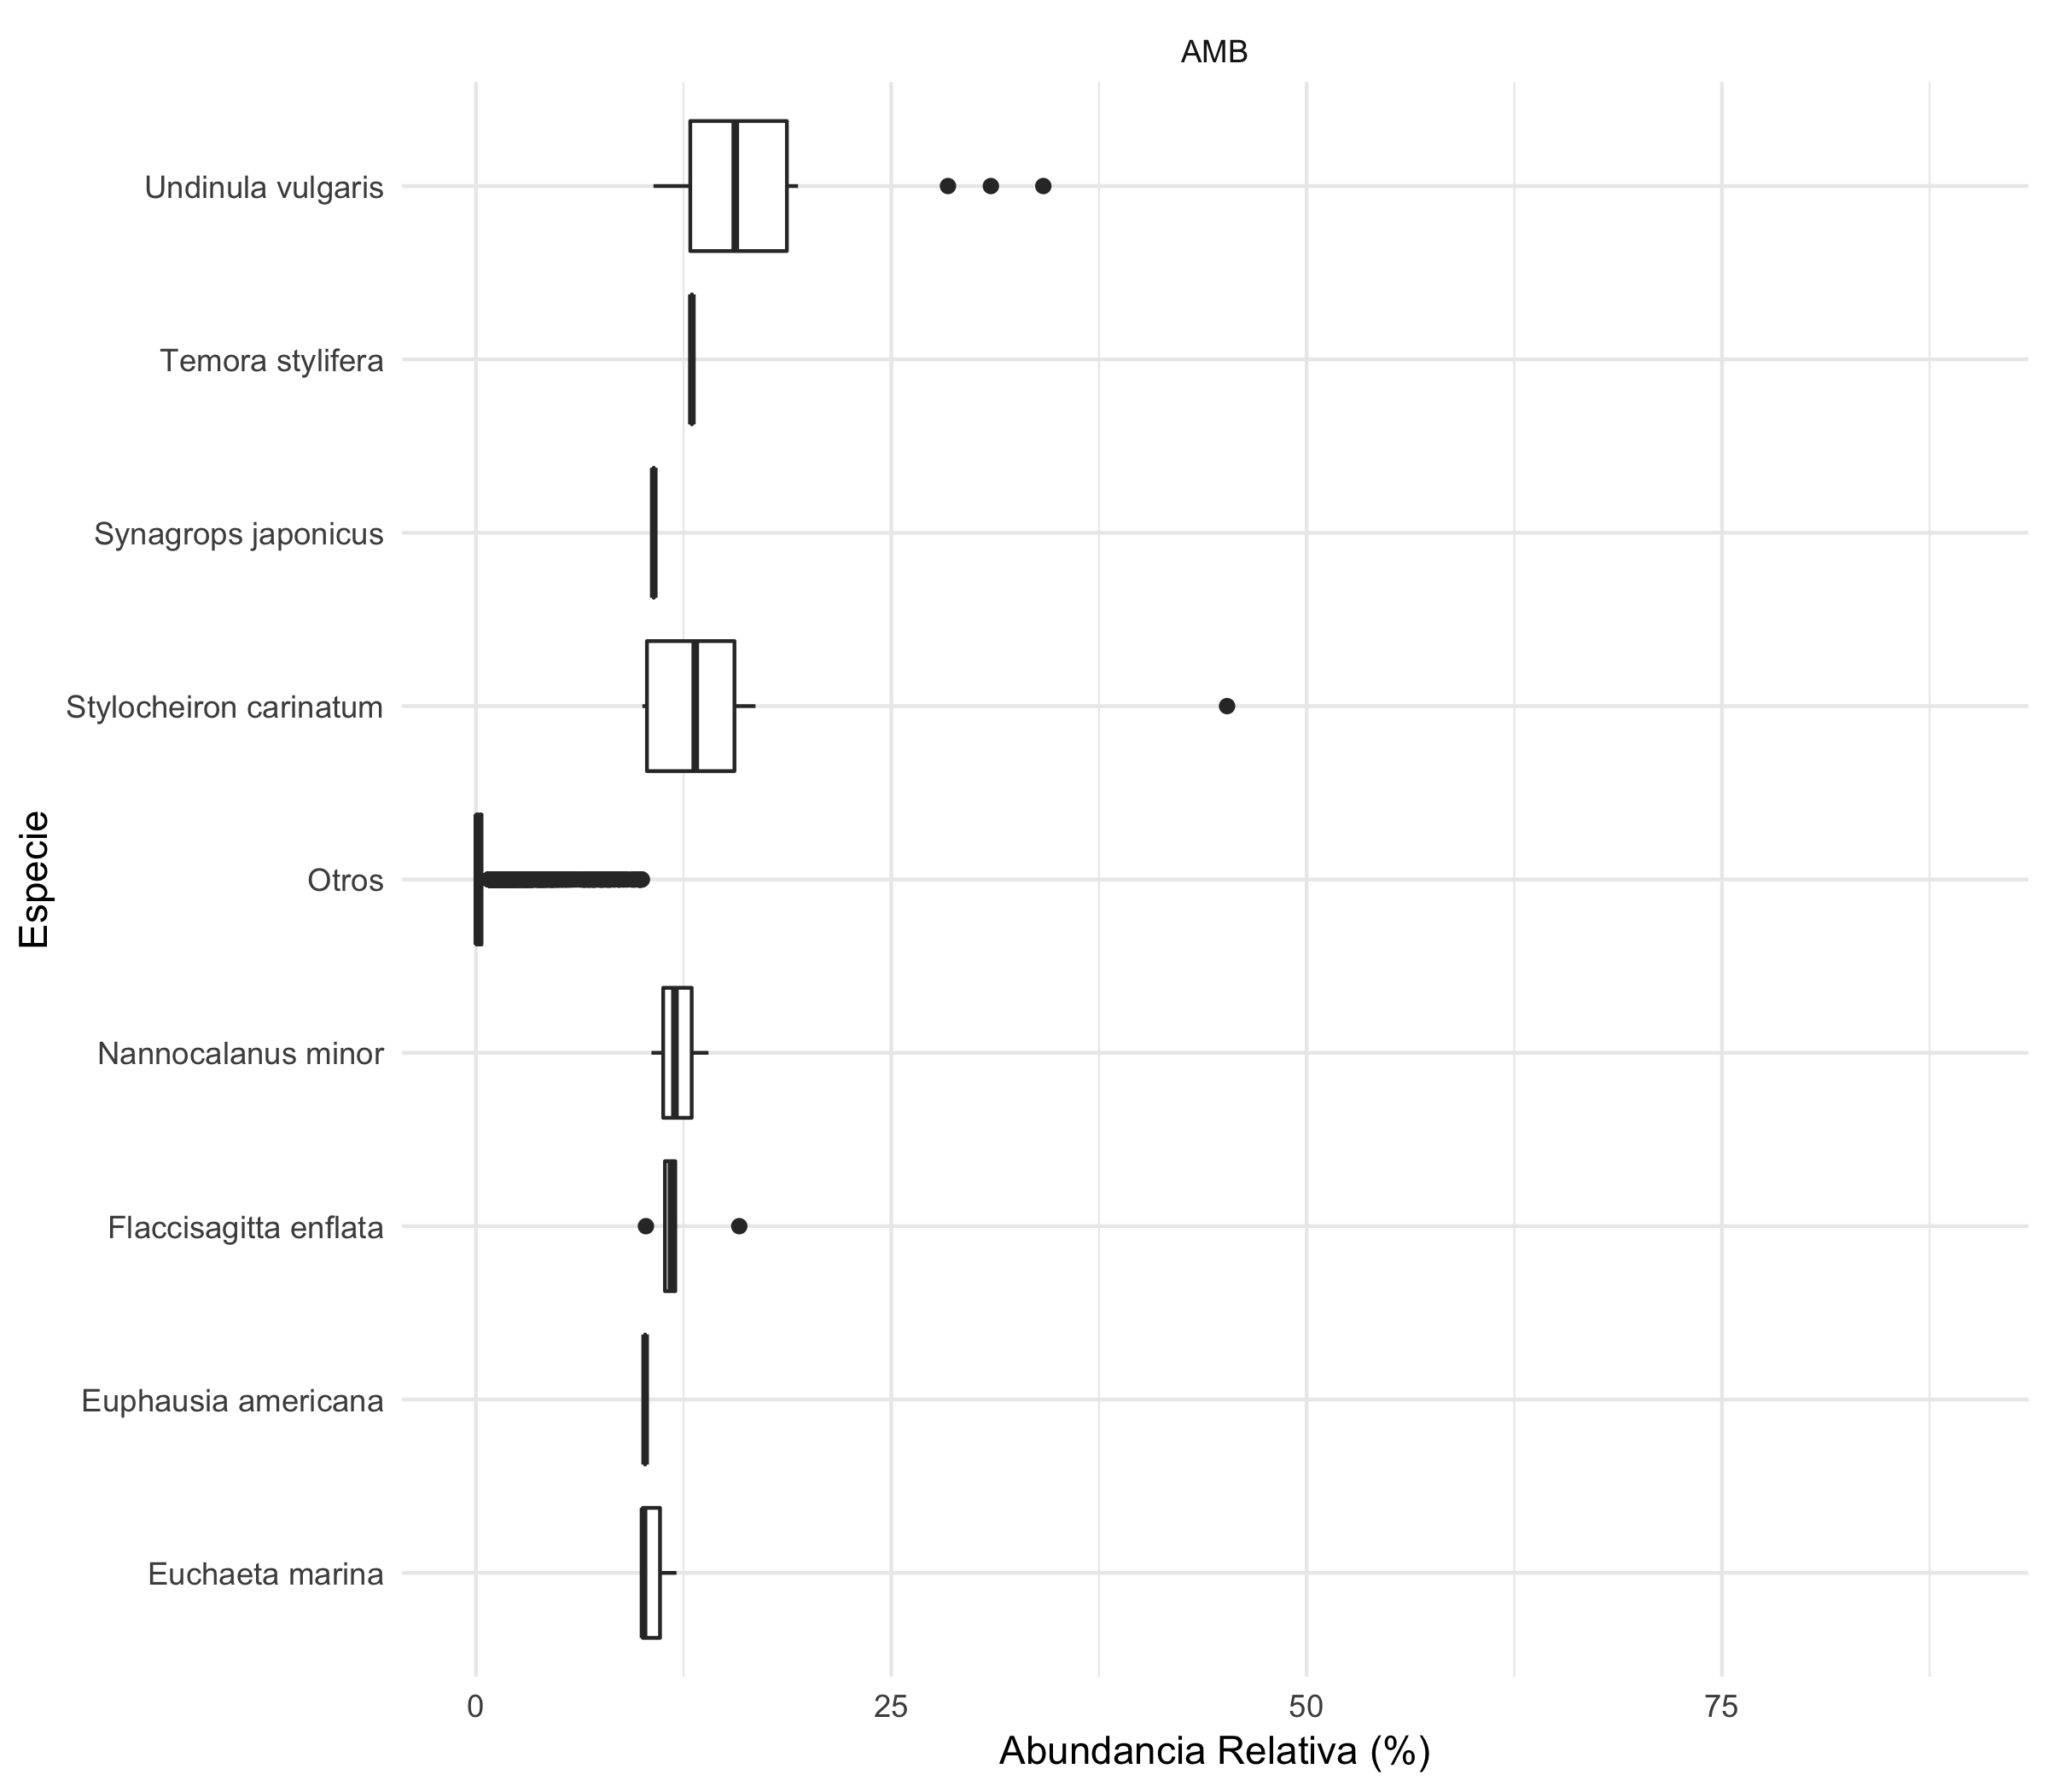 AMB
Undinula vulgaris
Temora stylifera
Synagrops japonicus
Stylocheiron carinatum
Otros
Nannocalanus minor
Flaccisagitta enflata
Euphausia americana
Euchaeta marina
Especie
0 25 50 75
Abundancia Relativa (%)